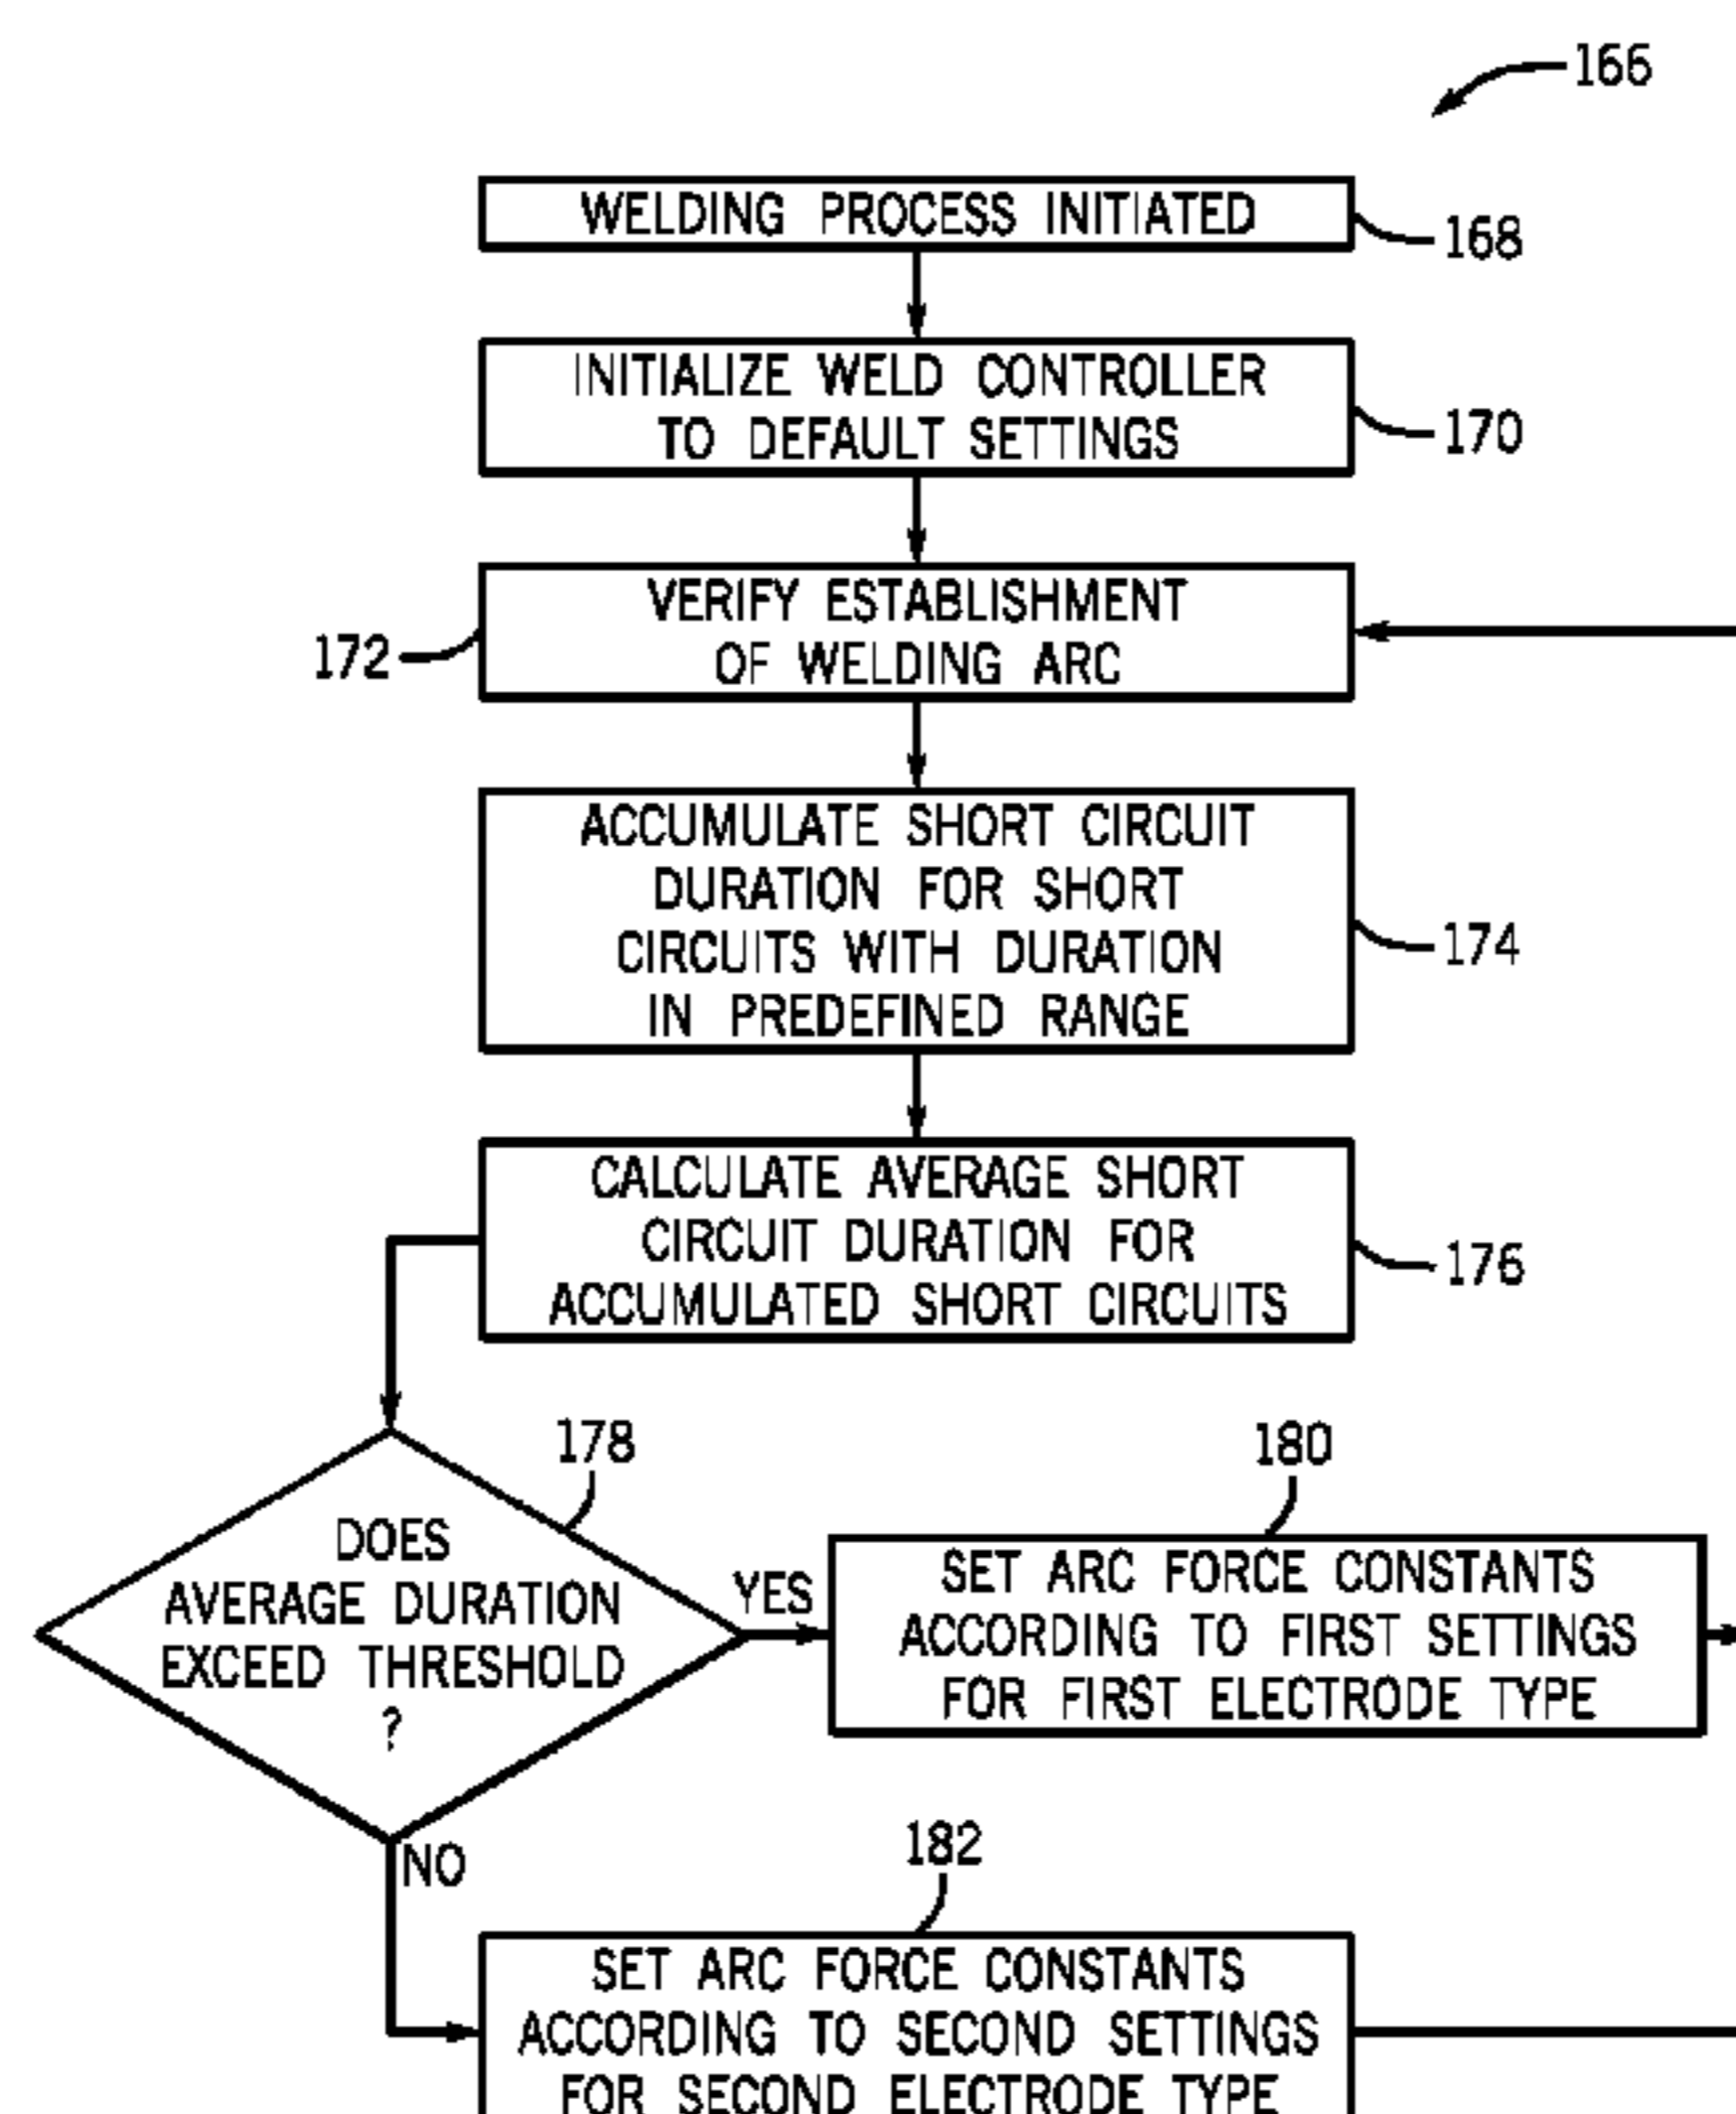 166
WELDING PROCESS INITIATED
168
INITIALIZE WELD CONTROLLER
TO DEFAULT SETTINGS
170
VERIFY ESTABLISHMENT
OF WELDING ARC
172
ACCUMULATE SHORT CIRCUIT
DURATION FOR SHORT
CIRCUITS WITH DURATION
IN PREDEFINED RANGE
174
CALCULATE AVERAGE SHORT
CIRCUIT DURATION FOR
ACCUMULATED SHORT CIRCUITS
176
178
DOES
AVERAGE DURATION
EXCEED THRESHOLD
?
YES
180
SET ARC FORCE CONSTANTS
ACCORDING TO FIRST SETTINGS
FOR FIRST ELECTRODE TYPE
NO
182
SET ARC FORCE CONSTANTS
ACCORDING TO SECOND SETTINGS
FOR SECOND ELECTRODE TYPE